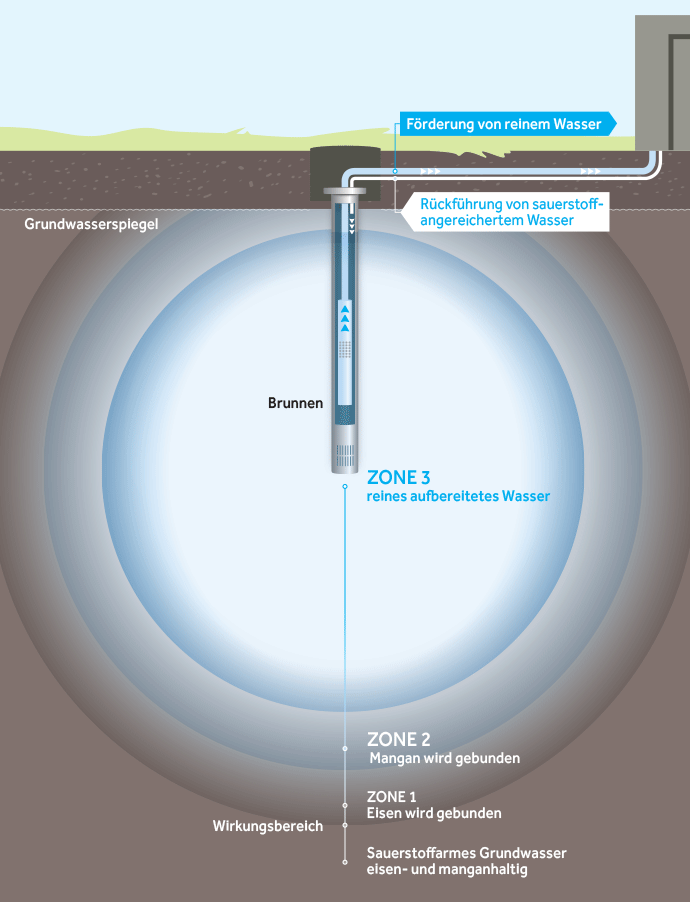 Förderung von reinem Wasser
Rückführung von sauerstoff-
angereichertem Wasser
Grundwasserspiegel
Brunnen
ZONE 3
reines aufbereitetes Wasser
ZONE 2
Mangan wird gebunden
ZONE 1
Eisen wird gebunden
Wirkungsbereich
Sauerstoffarmes Grundwasser
eisen- und manganhaltig